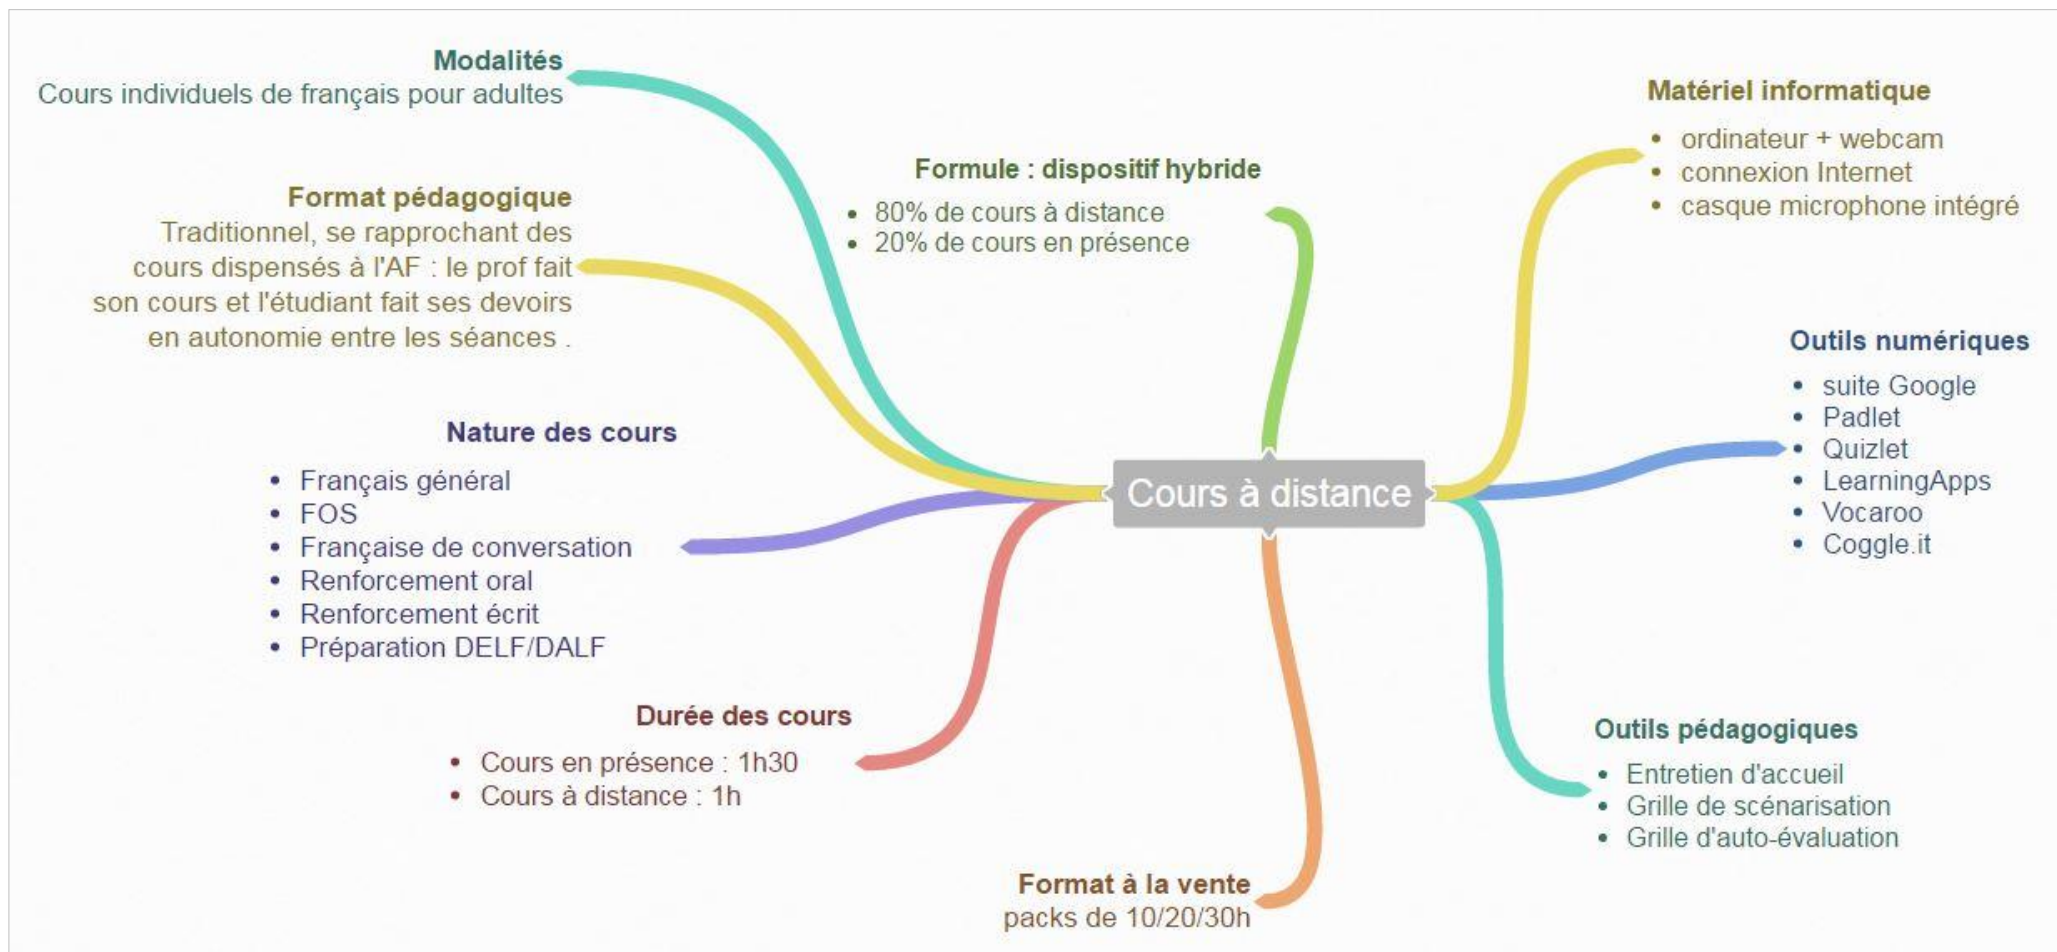 Modalités
Cours individuels de français pour adultes
Format pédagogique
Traditionnel, se rapprochant des
cours dispensés à l'AF : le prof fait
son cours et l'étudiant fait ses devoirs
en autonomie entre les séances .
Nature des cours
• Français général
• FOS
• Française de conversation
• Renforcement oral
• Renforcement écrit
• Préparation DELF/DALF
Durée des cours
• Cours en présence : 1h30
• Cours à distance : 1h
Formule : dispositif hybride
• 80% de cours à distance
• 20% de cours en présence
Cours à distance
Format à la vente
packs de 10/20/30h
Matériel informatique
• ordinateur + webcam
• connexion Internet
• casque microphone intégré
Outils numériques
• suite Google
• Padlet
• Quizlet
• LearningApps
• Vocaroo
• Coggle.it
Outils pédagogiques
• Entretien d'accueil
• Grille de scénarisation
• Grille d'auto-évaluation